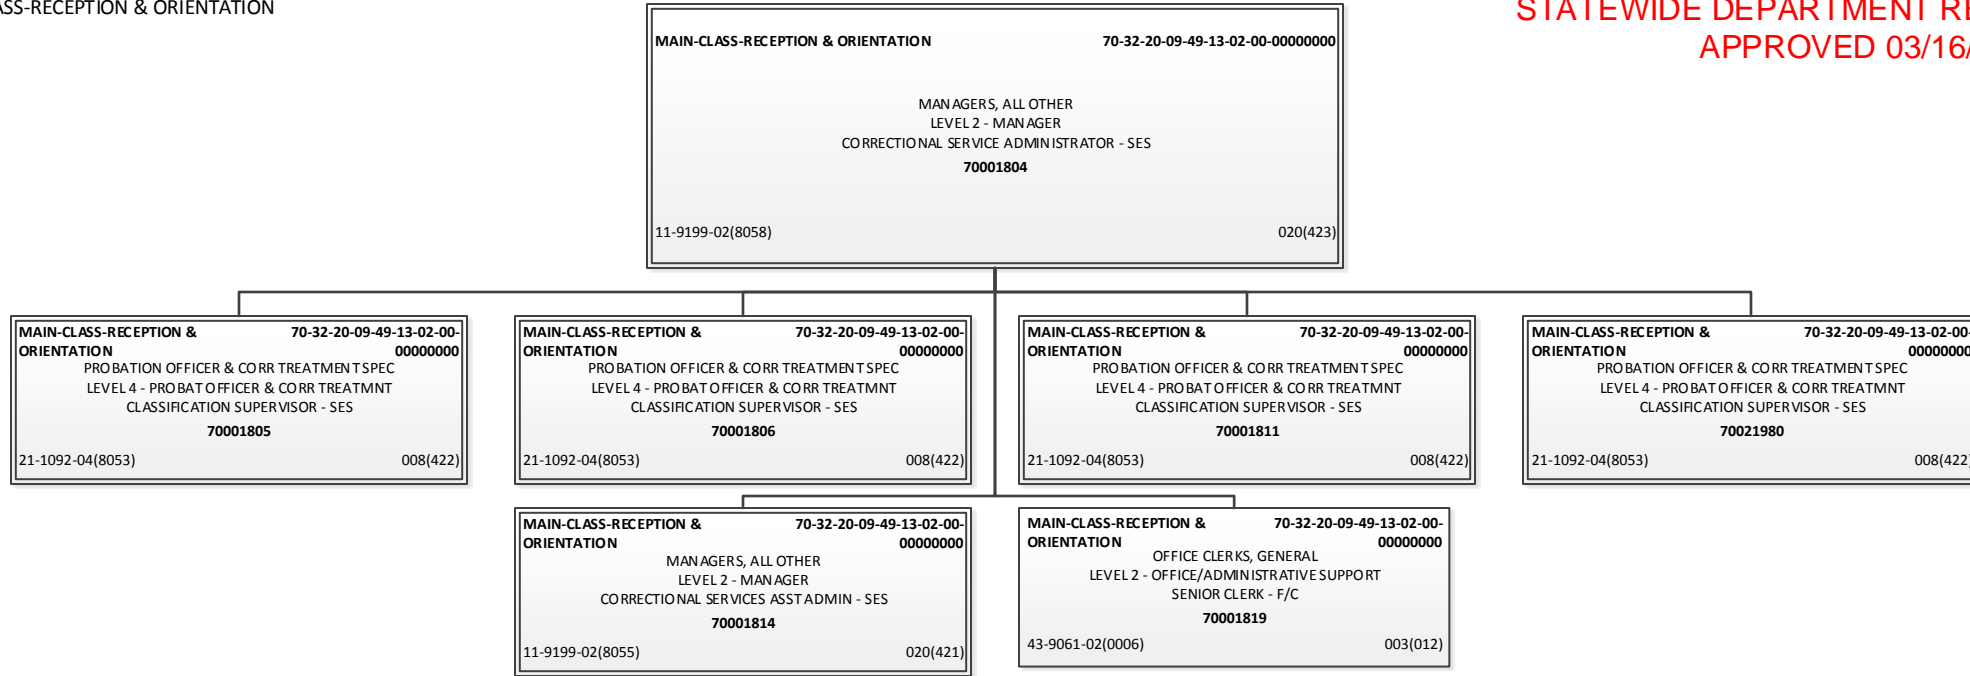 ASS-RECEPTION & ORIENTATION
STATEWIDE DEPARTMENT RE
APPROVED 03/16/
MAIN-CLASS-RECEPTION & ORIENTATION 70-32-20-09-49-13-02-00-00000000
MANAGERS, ALL OTHER
LEVEL 2 - MANAGER
CORRECTIONAL SERVICE ADMINISTRATOR - SES
70001804
11-9199-02(8058) 020(423)
MAIN-CLASS-RECEPTION & 70-32-20-09-49-13-02-00-
ORIENTATION 00000000
PROBATION OFFICER & CORR TREATMENT SPEC
LEVEL 4 - PROBAT OFFICER & CORR TREATMNT
CLASSIFICATION SUPERVISOR - SES
70001805
21-1092-04(8053) 008(422)
MAIN-CLASS-RECEPTION & 70-32-20-09-49-13-02-00-
ORIENTATION 00000000
PROBATION OFFICER & CORR TREATMENT SPEC
LEVEL 4 - PROBAT OFFICER & CORR TREATMNT
CLASSIFICATION SUPERVISOR - SES
70001806
21-1092-04(8053) 008(422)
MAIN-CLASS-RECEPTION & 70-32-20-09-49-13-02-00-
ORIENTATION 00000000
PROBATION OFFICER & CORR TREATMENT SPEC
LEVEL 4 - PROBAT OFFICER & CORR TREATMNT
CLASSIFICATION SUPERVISOR - SES
70001811
21-1092-04(8053) 008(422)
MAIN-CLASS-RECEPTION & 70-32-20-09-49-13-02-00-
ORIENTATION 00000000
PROBATION OFFICER & CORR TREATMENT SPEC
LEVEL 4 - PROBAT OFFICER & CORR TREATMNT
CLASSIFICATION SUPERVISOR - SES
70021980
21-1092-04(8053) 008(422)
MAIN-CLASS-RECEPTION & 70-32-20-09-49-13-02-00-
ORIENTATION 00000000
MANAGERS, ALL OTHER
LEVEL 2 - MANAGER
CORRECTIONAL SERVICES ASST ADMIN - SES
70001814
11-9199-02(8055) 020(421)
MAIN-CLASS-RECEPTION & 70-32-20-09-49-13-02-00-
ORIENTATION 00000000
OFFICE CLERKS, GENERAL
LEVEL 2 - OFFICE/ADMINISTRATIVE SUPPORT
SENIOR CLERK - F/C
70001819
43-9061-02(0006) 003(012)